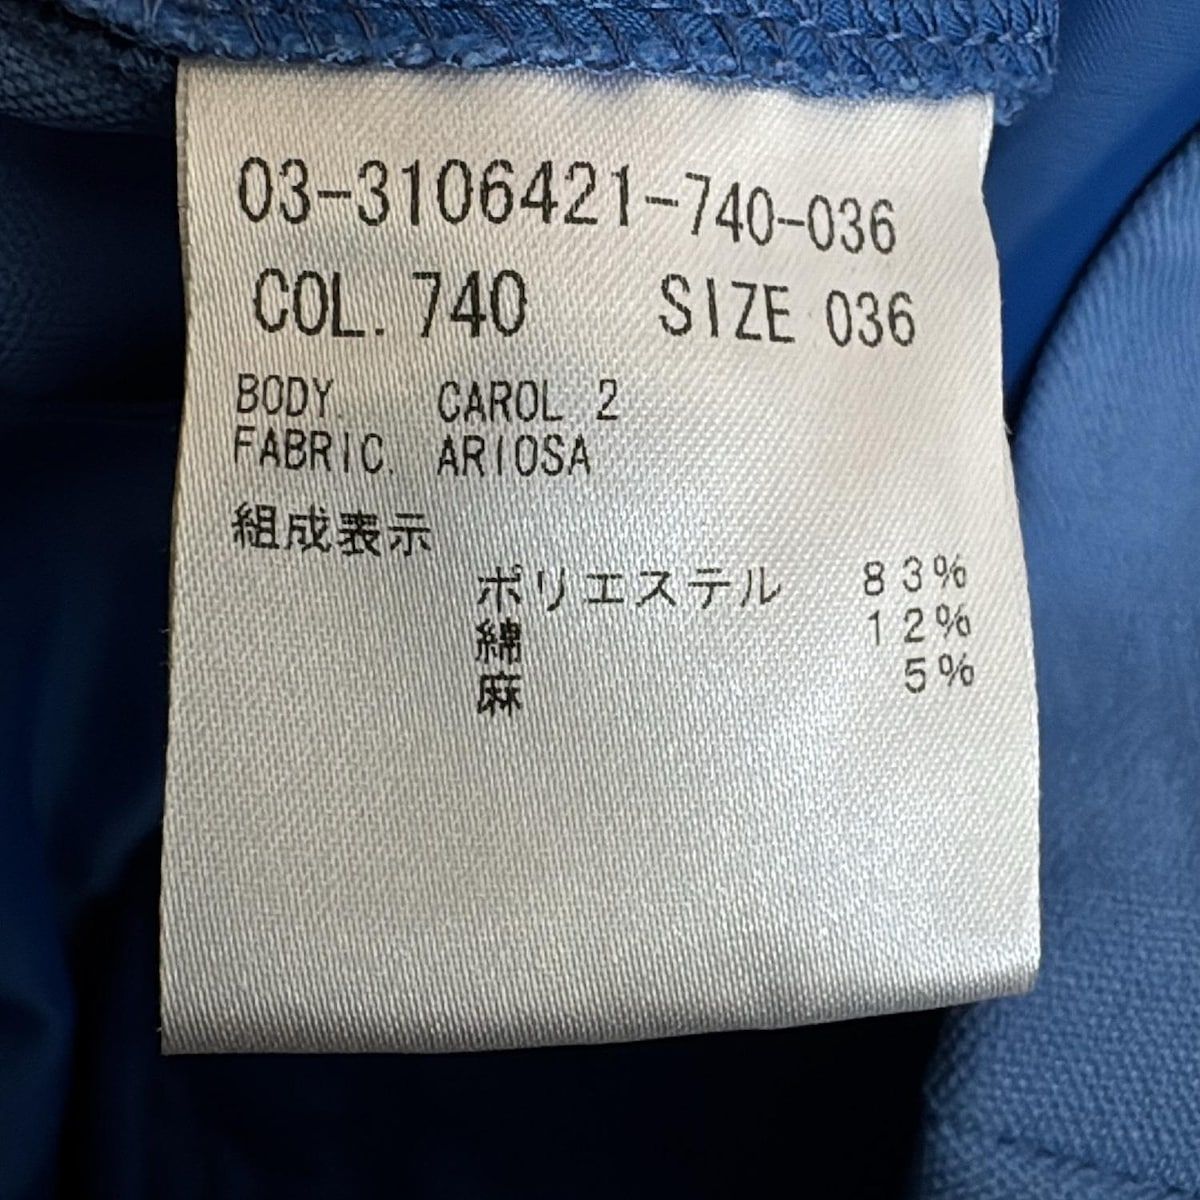 03-3106421-740-036
COL. 740 SIZE 036
BODY. CAROL 2
FABRIC. ARIOSA
組成表示
ポリエステル 83%
綿 12%
麻 5%